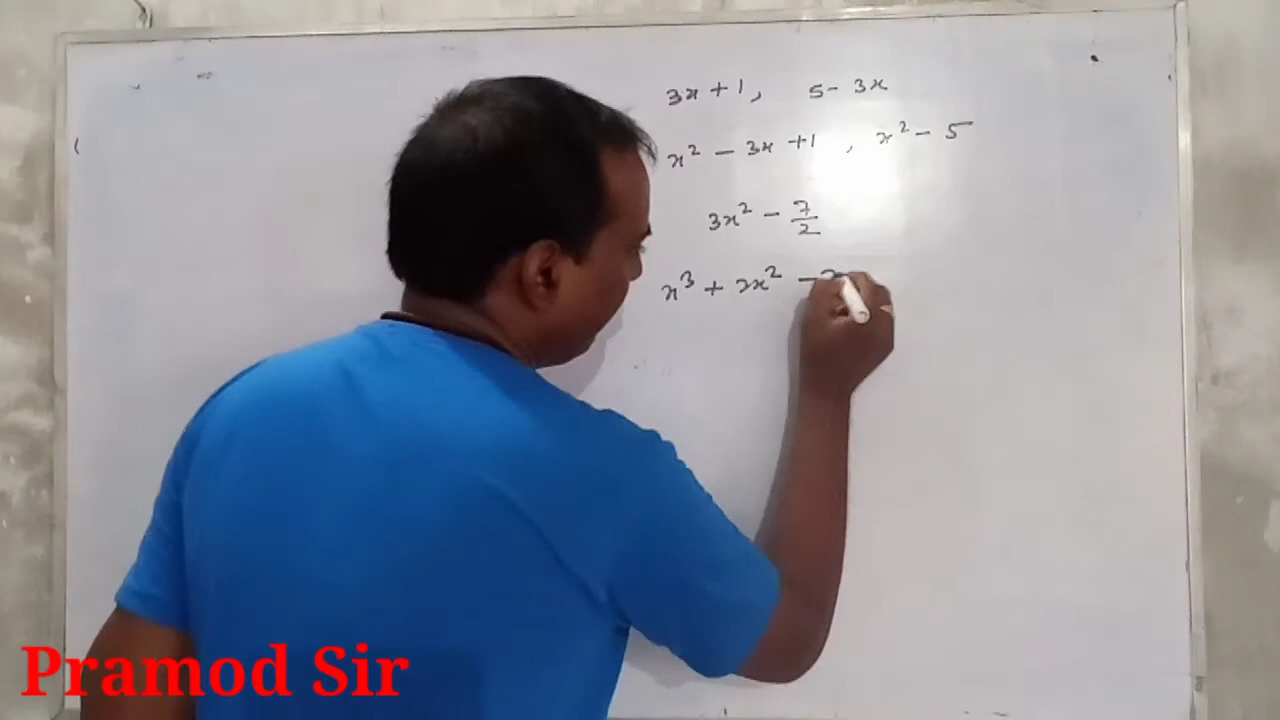 3x + 1, 5 - 3x
x² - 3x + 1, x² - 5
3x² - 7/2
x³ + 2x² -
Pramod Sir